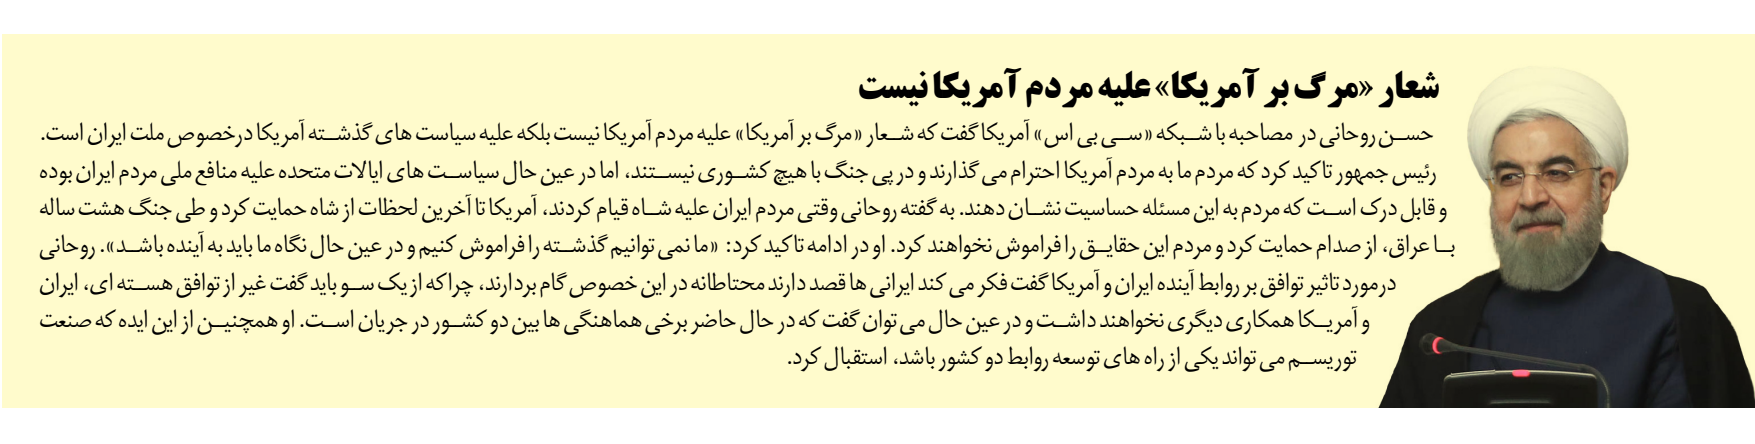 شعار «مرگ بر آمریکا» علیه مردم آمریکا نیست
حسن روحانی در مصاحبه با شبکه «سی بی اس» آمریکا گفت که شعار «مرگ بر آمریکا» علیه مردم آمریکا نیست بلکه علیه سیاست های گذشته آمریکا درخصوص ملت ایران است.
رئیس جمهور تاکید کرد که مردم ما به مردم آمریکا احترام می گذارند و در پی جنگ با هیچ کشوری نیستند، اما در عین حال سیاست های ایالات متحده علیه منافع ملی مردم ایران بوده
و قابل درک است که مردم به این مسئله حساسیت نشان دهند. به گفته روحانی وقتی مردم ایران علیه شاه قیام کردند، آمریکا تا آخرین لحظات از شاه حمایت کرد و طی جنگ هشت ساله
با عراق، از صدام حمایت کرد و مردم این حقایق را فراموش نخواهند کرد. او در ادامه تاکید کرد: «ما نمی توانیم گذشته را فراموش کنیم و در عین حال نگاه ما باید به آینده باشد». روحانی
درمورد تاثیر توافق بر روابط آینده ایران و آمریکا گفت فکر می کند ایرانی ها قصد دارند محتاطانه در این خصوص گام بردارند، چراکه از یک سو باید گفت غیر از توافق هسته ای، ایران
و آمریکا همکاری دیگری نخواهند داشت و در عین حال می توان گفت که در حال حاضر برخی هماهنگی ها بین دو کشور در جریان است. او همچنین از این ایده که صنعت
توریسم می تواند یکی از راه های توسعه روابط دو کشور باشد، استقبال کرد.